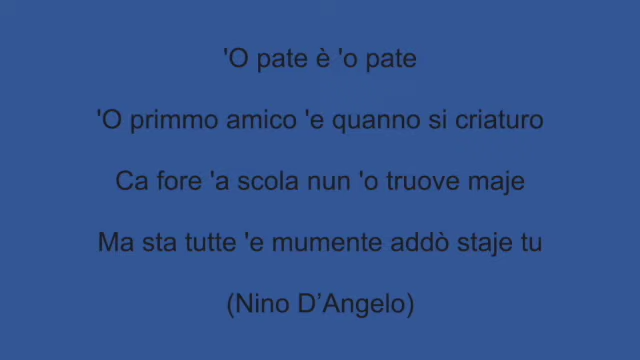 'O pate è 'o pate
'O primmo amico 'e quanno si criaturo
Ca fore 'a scola nun 'o truove maje
Ma sta tutte 'e mumente addò staje tu
(Nino D’Angelo)